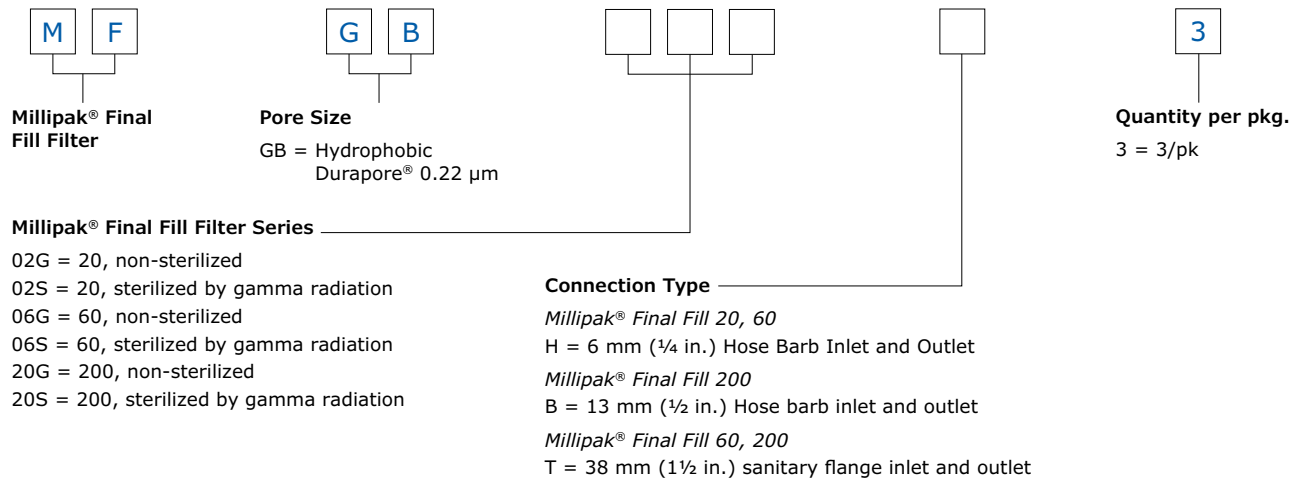 M F G B 3
Millipak® Final
Fill Filter
Pore Size
GB = Hydrophobic
Durapore® 0.22 µm
Quantity per pkg.
3 = 3/pk
Millipak® Final Fill Filter Series
02G = 20, non-sterilized
02S = 20, sterilized by gamma radiation
06G = 60, non-sterilized
06S = 60, sterilized by gamma radiation
20G = 200, non-sterilized
20S = 200, sterilized by gamma radiation
Connection Type
Millipak® Final Fill 20, 60
H = 6 mm (¼ in.) Hose Barb Inlet and Outlet
Millipak® Final Fill 200
B = 13 mm (½ in.) Hose barb inlet and outlet
Millipak® Final Fill 60, 200
T = 38 mm (1½ in.) sanitary flange inlet and outlet